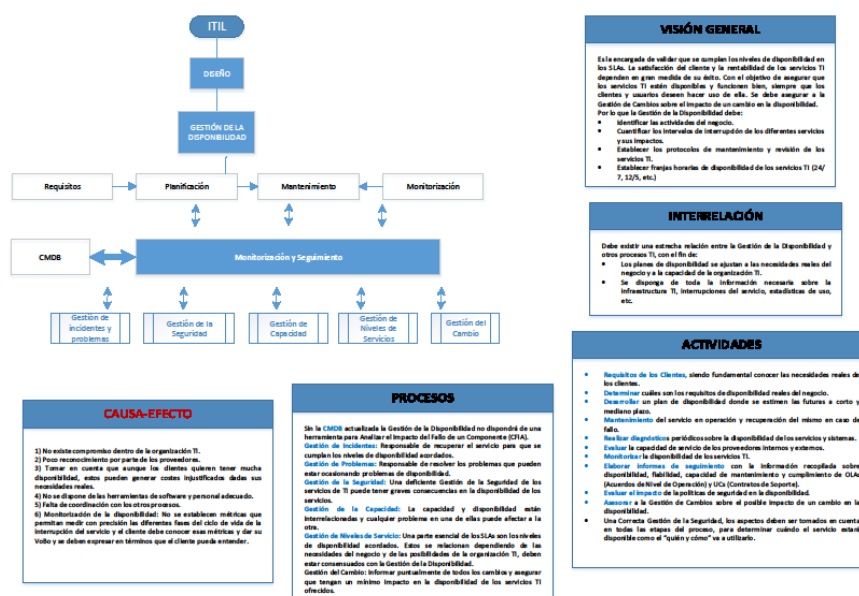 ITIL
DISEÑO
GESTIÓN DE LA
DISPONIBILIDAD
Requisitos
Planificación
Mantenimiento
Monitorización
CMDB
Monitorización y Seguimiento
Gestión de
incidentes y
problemas
Gestión de la
Seguridad
Gestión de
Capacidad
Gestión de
Niveles de
Servicios
Gestión del
Cambio
VISIÓN GENERAL
Es la encargada de validar que se cumplan los niveles de disponibilidad en
los SLAs. La satisfacción del cliente y la rentabilidad de los servicios TI
dependen en gran medida de su éxito. Con el objetivo de asegurar que
los servicios TI estén disponibles y funcionen bien, siempre que los
clientes y usuarios deseen hacer uso de ella. Se debe asegurar a la
Gestión de Cambios sobre el impacto de un cambio en la disponibilidad.
Por lo que la Gestión de la Disponibilidad debe:
• Identificar las actividades del negocio.
• Cuantificar los intervalos de interrupción de los diferentes servicios
y sus impactos.
• Establecer los protocolos de mantenimiento y revisión de los
servicios TI.
• Establecer franjas horarias de disponibilidad de los servicios TI (24/
7, 12/5, etc.)
INTERRELACIÓN
Debe existir una estrecha relación entre la Gestión de la Disponibilidad y
otros procesos TI, con el fin de:
• Los planes de disponibilidad se ajustan a las necesidades reales del
negocio y a la capacidad de la organización TI.
• Se disponga de toda la información necesaria sobre la
infraestructura TI, interrupciones del servicio, estadísticas de uso,
etc.
ACTIVIDADES
• Requisitos de los Clientes, siendo fundamental conocer las necesidades reales de
los clientes.
• Determinar cuáles son los requisitos de disponibilidad reales del negocio.
• Desarrollar un plan de disponibilidad donde se estimen las futuras a corto y
mediano plazo.
• Mantenimiento del servicio en operación y recuperación del mismo en caso de
fallo.
• Realizar diagnósticos periódicos sobre la disponibilidad de los servicios y sistemas.
• Evaluar la capacidad de servicio de los proveedores internos y externos.
• Monitorizar la disponibilidad de los servicios TI.
• Elaborar informes de seguimiento con la información recopilada sobre
disponibilidad, fiabilidad, capacidad de mantenimiento y cumplimiento de OLAs
(Acuerdos de Nivel de Operación) y UCs (Contratos de Soporte).
• Evaluar el impacto de la políticas de seguridad en la disponibilidad.
• Asesorar a la Gestión de Cambios sobre el posible impacto de un cambio en la
disponibilidad.
• Una Correcta Gestión de la Seguridad, los aspectos deben ser tomados en cuenta
en todas las etapas del proceso, para determinar cuándo el servicio estará
disponible como el "quién y cómo" va a utilizarlo.
CAUSA-EFECTO
1) No existe compromiso dentro de la organización TI.
2) Poco reconocimiento por parte de los proveedores.
3) Tomar en cuenta que aunque los clientes quieren tener mucha
disponibilidad, estos pueden generar costes injustificados dadas sus
necesidades reales.
4) No se dispone de las herramientas de software y personal adecuado.
5) Falta de coordinación con los otros procesos.
6) Monitorización de la disponibilidad: No se establecen métricas que
permitan medir con precisión las diferentes fases del ciclo de vida de la
interrupción del servicio y el cliente debe conocer esas métricas y dar su
VoBo y se deben expresar en términos que el cliente pueda entender.
PROCESOS
Sin la CMDB actualizada la Gestión de la Disponibilidad no dispondrá de una
herramienta para Analizar el Impacto del Fallo de un Componente (CFIA).
Gestión de Incidentes: Responsable de recuperar el servicio para que se
cumplan los niveles de disponibilidad acordados.
Gestión de Problemas: Responsable de resolver los problemas que pueden
estar ocasionando problemas de disponibilidad.
Gestión de la Seguridad: Una deficiente Gestión de la Seguridad de los
servicios de TI puede tener graves consecuencias en la disponibilidad de los
servicios.
Gestión de la Capacidad: La capacidad y disponibilidad están
interrelacionadas y cualquier problema en una de ellas puede afectar a la
otra.
Gestión de Niveles de Servicio: Una parte esencial de los SLAs son los niveles
de disponibilidad acordados. Estos se relacionan dependiendo de las
necesidades del negocio y de las posibilidades de la organización TI, deben
estar consensuados con la Gestión de la Disponibilidad.
Gestión del Cambio: Informar puntualmente de todos los cambios y asegurar
que tengan un mínimo impacto en la disponibilidad de los servicios TI
ofrecidos.